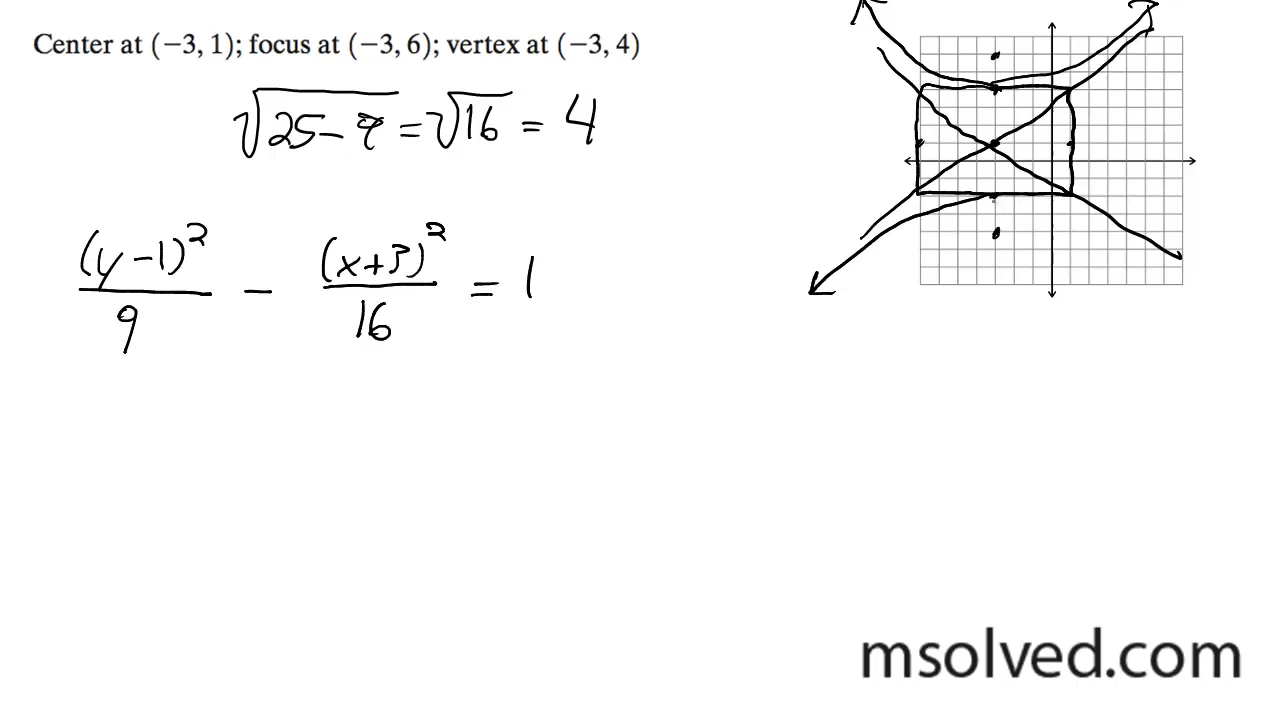 Center at (−3, 1); focus at (−3, 6); vertex at (−3, 4)
√25 − 9 = √16 = 4
(y − 1)²/9 − (x + 3)²/16 = 1
msolved.com